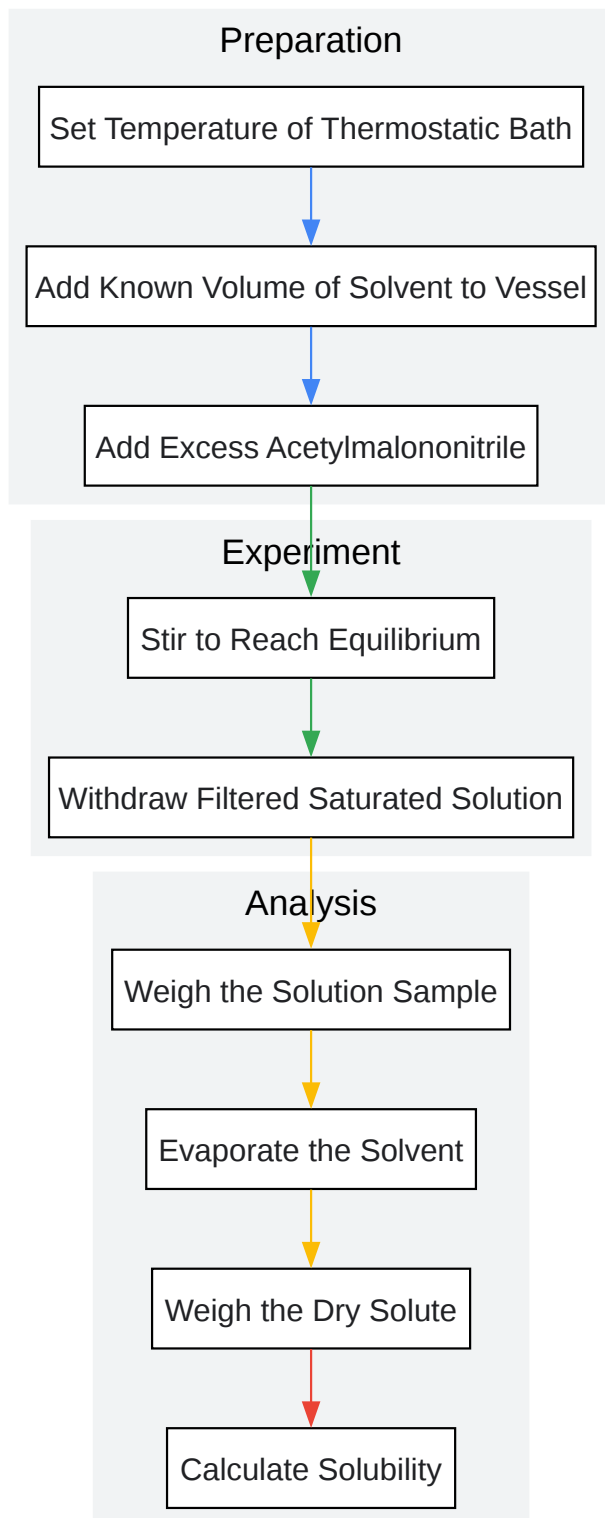 Preparation
Set Temperature of Thermostatic Bath
Add Known Volume of Solvent to Vessel
Add Excess Acetylmalononitrile
Experiment
Stir to Reach Equilibrium
Withdraw Filtered Saturated Solution
Analysis
Weigh the Solution Sample
Evaporate the Solvent
Weigh the Dry Solute
Calculate Solubility